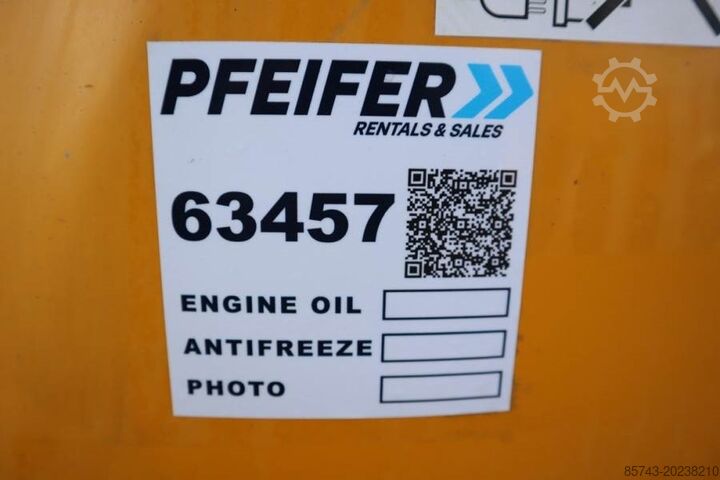 PFEIFER
RENTALS & SALES
63457
ENGINE OIL
ANTIFREEZE
PHOTO
85743-20238210